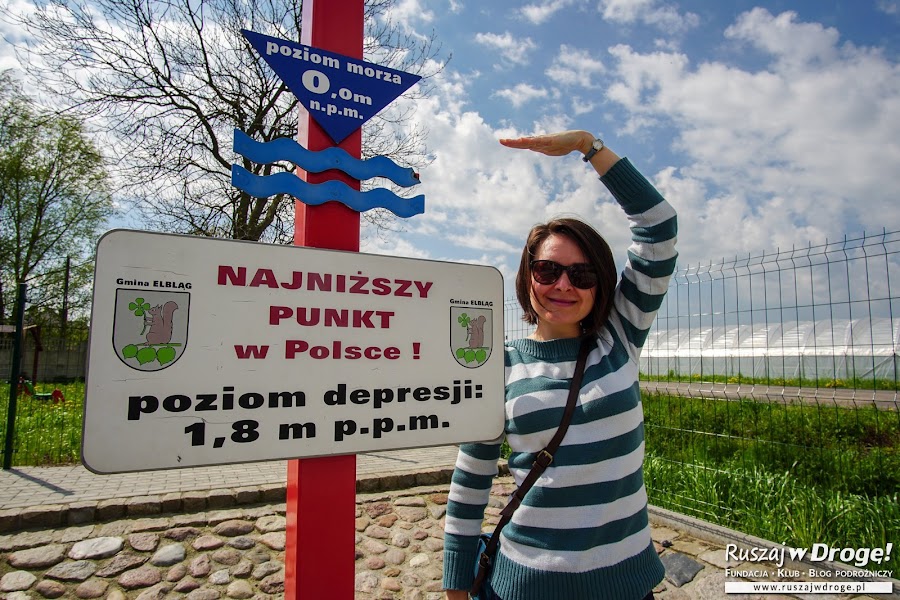 poziom morza
0,0m
n.p.m.
Gmina ELBLĄG
NAJNIŻSZY
PUNKT
w Polsce !
Gmina ELBLĄG
poziom depresji:
1,8 m p.p.m.
Ruszaj w Drogę!
Fundacja • Klub • Blog podróżniczy
www.ruszajwdroge.pl